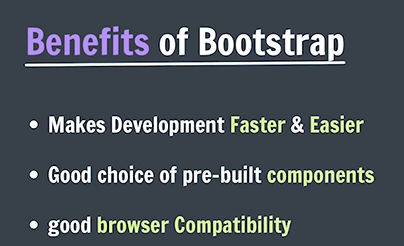 Benefits of Bootstrap
• Makes Development Faster & Easier
• Good choice of pre-built components
• good browser Compatibility